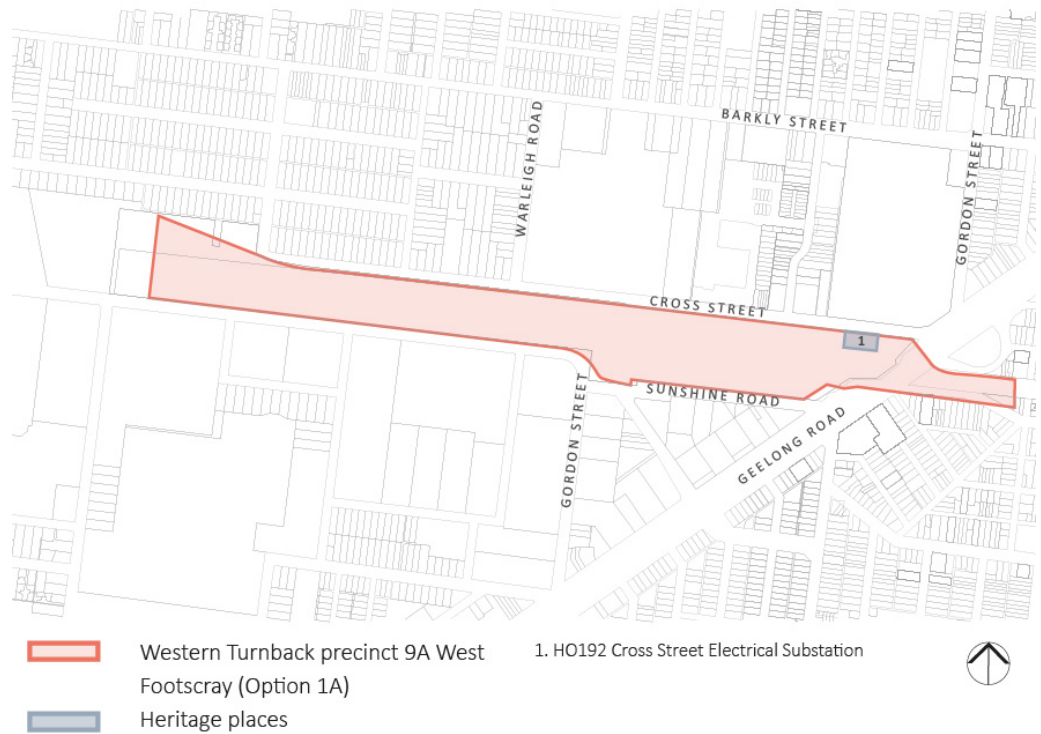 BARKLY STREET
WARLEIGH ROAD
GORDON STREET
CROSS STREET
1
SUNSHINE ROAD
GORDON STREET
GEELONG ROAD
Western Turnback precinct 9A West
Footscray (Option 1A)
Heritage places
1. HO192 Cross Street Electrical Substation